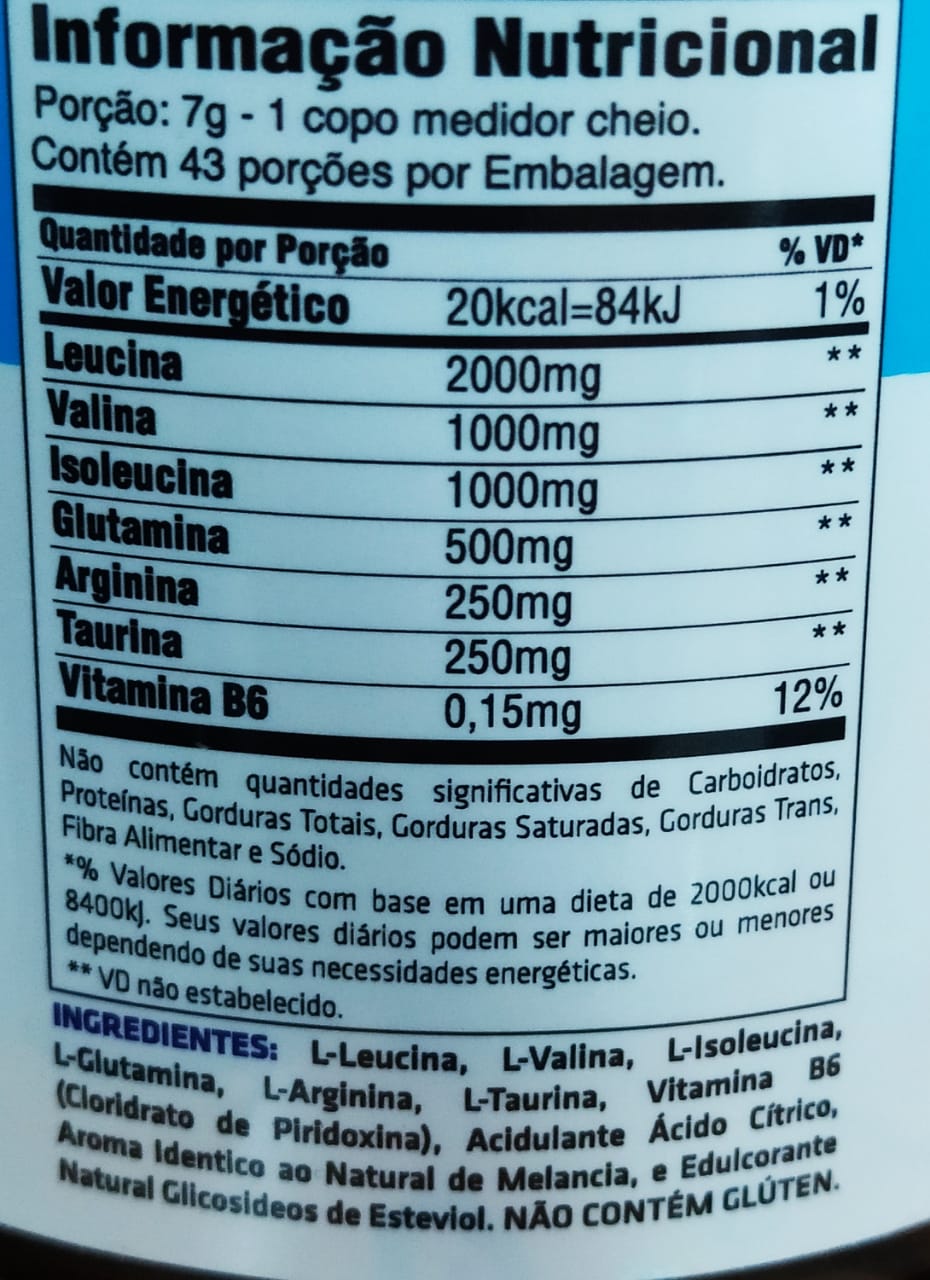 Informação Nutricional
Porção: 7g - 1 copo medidor cheio.
Contém 43 porções por Embalagem.
Quantidade por Porção % VD*
Valor Energético 20kcal=84kJ 1%
Leucina 2000mg **
Valina 1000mg **
Isoleucina 1000mg **
Glutamina 500mg **
Arginina 250mg **
Taurina 250mg **
Vitamina B6 0,15mg 12%
Não contém quantidades significativas de Carboidratos,
Proteínas, Gorduras Totais, Gorduras Saturadas, Gorduras Trans,
Fibra Alimentar e Sódio.
*% Valores Diários com base em uma dieta de 2000kcal ou
8400kJ. Seus valores diários podem ser maiores ou menores
dependendo de suas necessidades energéticas.
** VD não estabelecido.
INGREDIENTES: L-Leucina, L-Valina, L-Isoleucina,
L-Glutamina, L-Arginina, L-Taurina, Vitamina B6
(Cloridrato de Piridoxina), Acidulante Ácido Cítrico,
Aroma Identico ao Natural de Melancia, e Edulcorante
Natural Glicosideos de Esteviol. NÃO CONTÉM GLÚTEN.